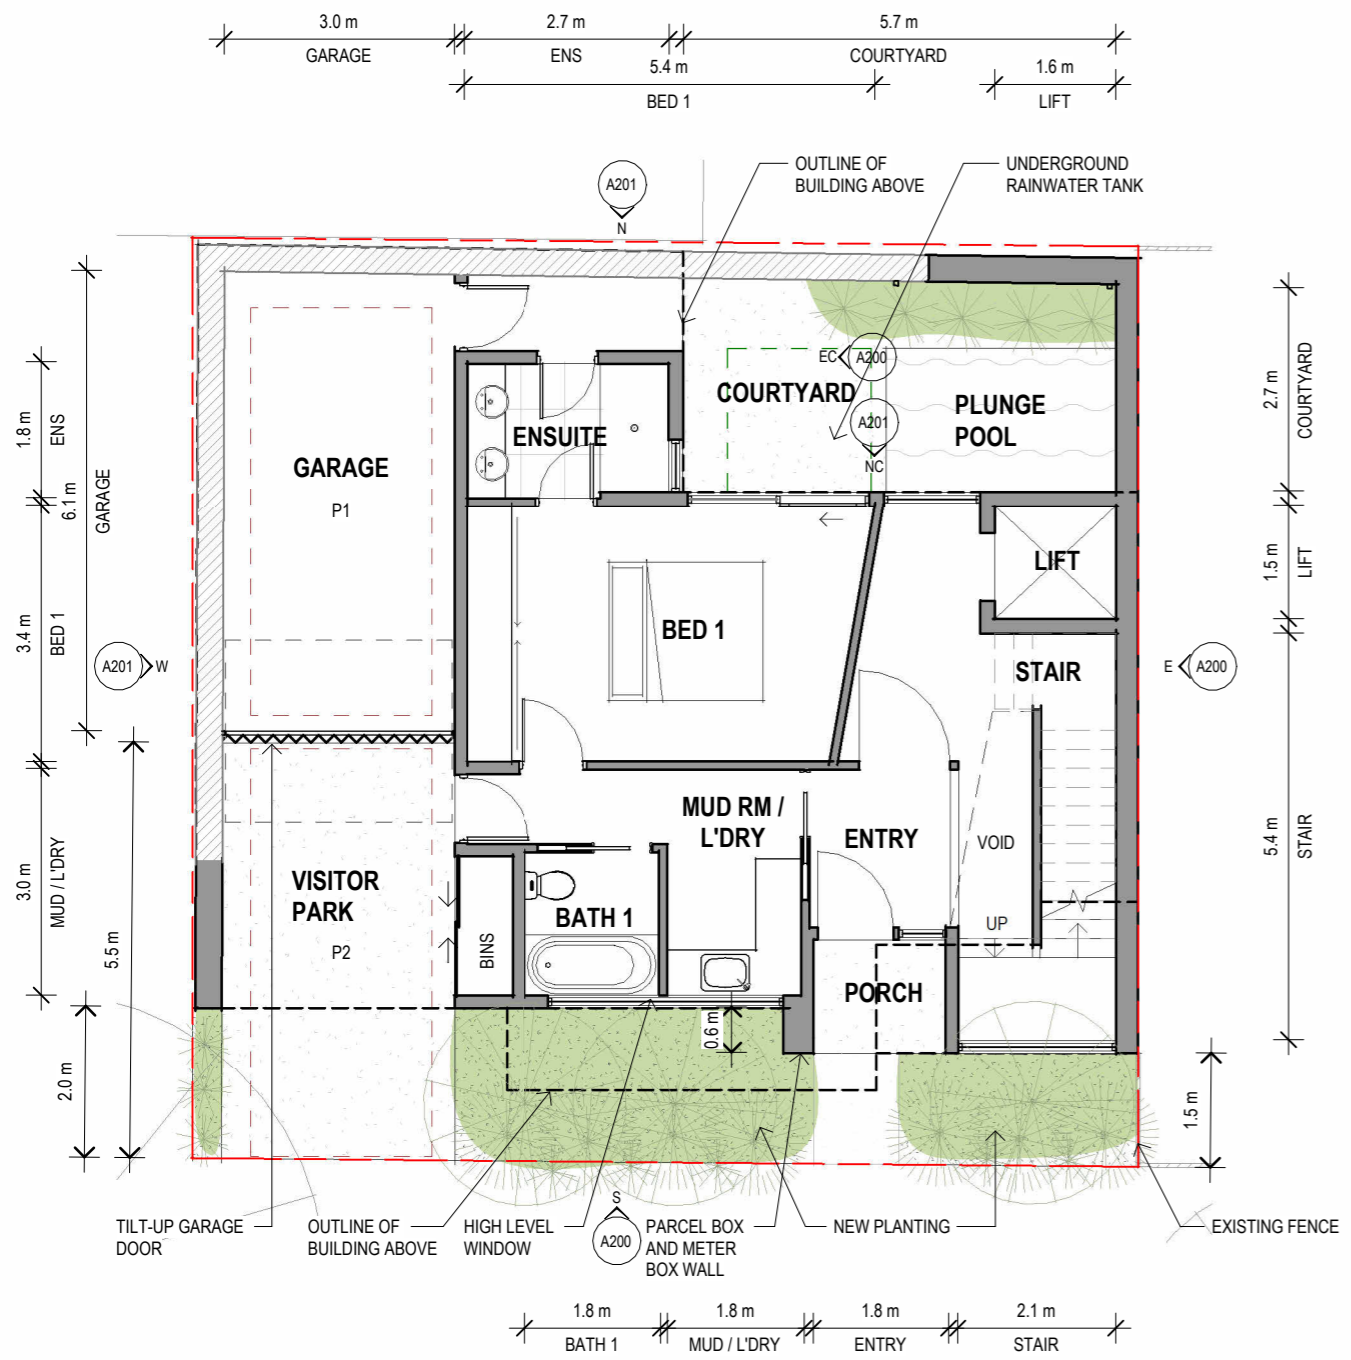 3.0 m
2.7 m
5.7 m
GARAGE
ENS
COURTYARD
5.4 m
1.6 m
BED 1
LIFT
OUTLINE OF
BUILDING ABOVE
UNDERGROUND
RAINWATER TANK
A201
N
1.8 m
ENS
6.1 m
GARAGE
3.4 m
BED 1
A201
W
3.0 m
MUD / L'DRY
5.5 m
2.0 m
GARAGE
P1
ENSUITE
COURTYARD
EC
A200
A201
NC
PLUNGE
POOL
2.7 m
COURTYARD
1.5 m
LIFT
LIFT
BED 1
STAIR
E
A200
5.4 m
STAIR
MUD RM /
L'DRY
ENTRY
VOID
VISITOR
PARK
P2
BATH 1
BINS
UP
PORCH
0.6 m
1.5 m
TILT-UP GARAGE
DOOR
OUTLINE OF
BUILDING ABOVE
HIGH LEVEL
WINDOW
S
A200
PARCEL BOX
AND METER
BOX WALL
NEW PLANTING
EXISTING FENCE
1.8 m
1.8 m
1.8 m
2.1 m
BATH 1
MUD / L'DRY
ENTRY
STAIR